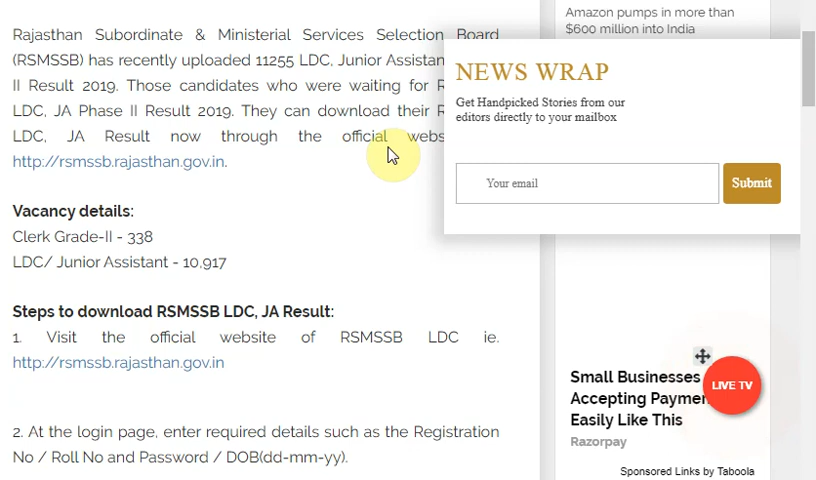 Rajasthan Subordinate & Ministerial Services Selection Board
(RSMSSB) has recently uploaded 11255 LDC, Junior
II Result 2019. Those candidates who were waiting for
LDC, JA Phase II Result 2019. They can download their
LDC, JA Result now through the official
http://rsmssb.rajasthan.gov.in.
Vacancy details:
Clerk Grade-II - 338
LDC/ Junior Assistant - 10,917
Steps to download RSMSSB LDC, JA Result:
1. Visit the official website of RSMSSB LDC ie.
http://rsmssb.rajasthan.gov.in
2. At the login page, enter required details such as the Registration
No / Roll No and Password / DOB(dd-mm-yy).
Amazon pumps in more than
$600 million into India
NEWS WRAP
Get Handpicked Stories from our
editors directly to your mailbox
Your email
Submit
Small Businesses
Accepting
Easily Like This
Razorpay
LIVE TV
Sponsored Links by Taboola